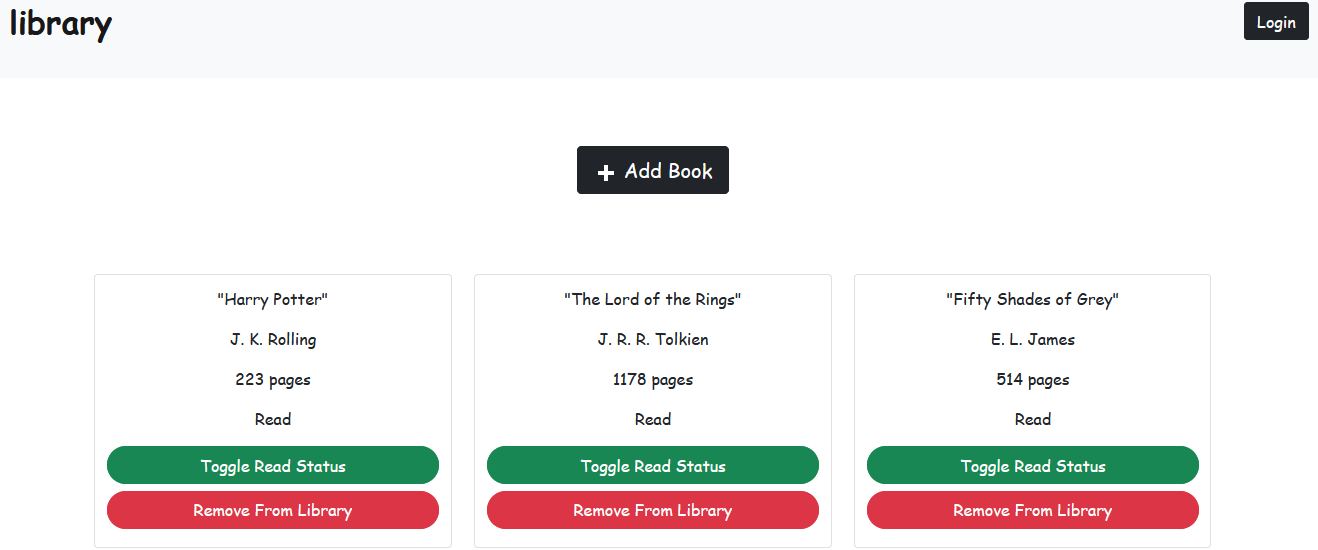 library
Login
+ Add Book
"Harry Potter"
J. K. Rolling
223 pages
Read
Toggle Read Status
Remove From Library
"The Lord of the Rings"
J. R. R. Tolkien
1178 pages
Read
Toggle Read Status
Remove From Library
"Fifty Shades of Grey"
E. L. James
514 pages
Read
Toggle Read Status
Remove From Library